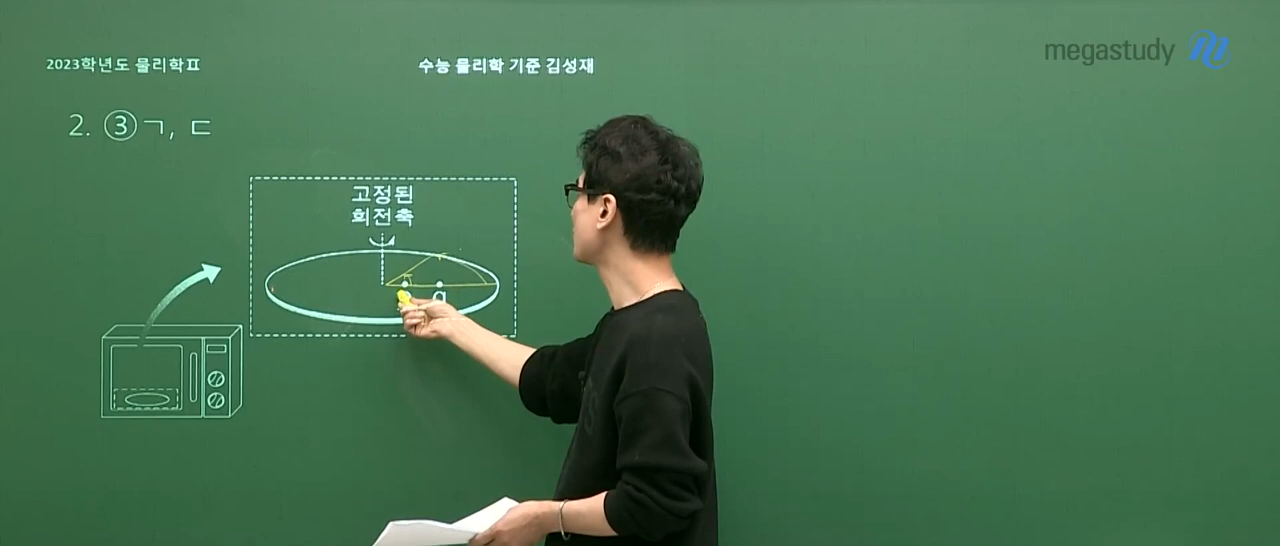 2023학년도 물리학Ⅱ
수능 물리학 기준 김성재
megastudy
2. ③ㄱ, ㄷ
고정된
회전축
q